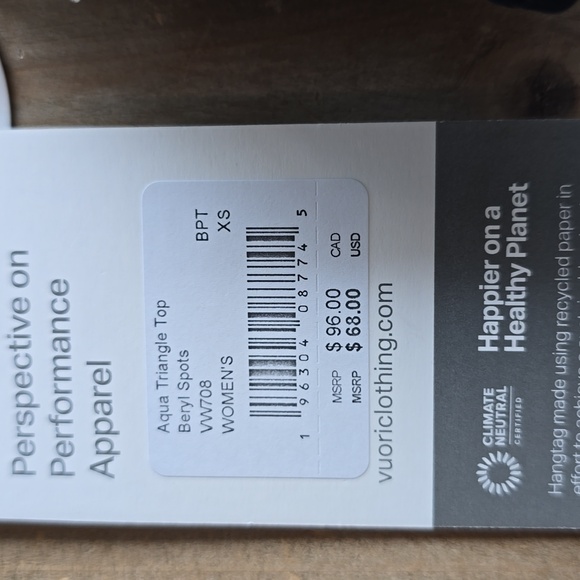 Perspective on
Performance
Apparel
Aqua Triangle Top
Beryl Spots BPT
VW708 XS
WOMEN'S
1 96304 08774 5
MSRP $ 96.00 CAD
MSRP $ 68.00 USD
vuoriclothing.com
CLIMATE
NEUTRAL
CERTIFIED
Happier on a
Healthy Planet
Hangtag made using recycled paper in